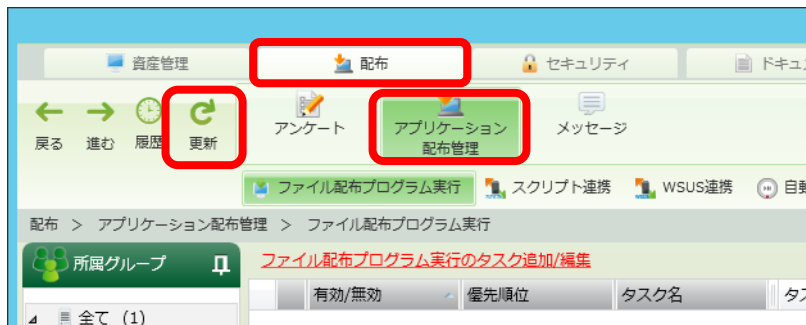 資産管理 配布 セキュリティ ドキュ
戻る 進む 履歴 更新 アンケート アプリケーション配布管理 メッセージ
ファイル配布プログラム実行 スクリプト連携 WSUS連携 自動
配布 > アプリケーション配布管理 > ファイル配布プログラム実行
所属グループ ファイル配布プログラム実行のタスク追加/編集
有効/無効 優先順位 タスク名 タス
全て (1)